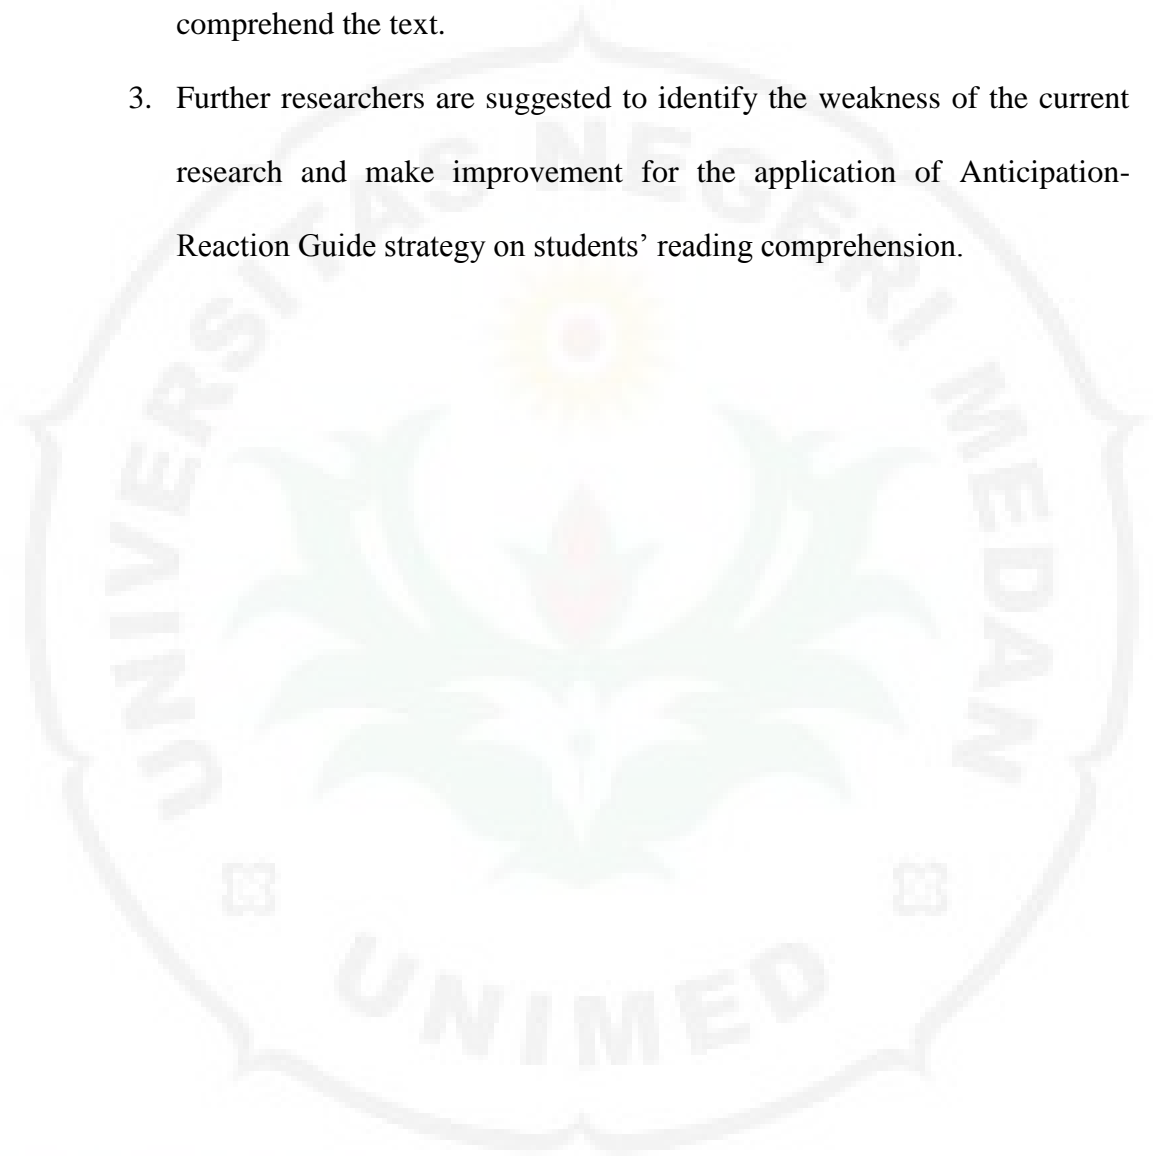 comprehend the text.
3. Further researchers are suggested to identify the weakness of the current
research and make improvement for the application of Anticipation-
Reaction Guide strategy on students’ reading comprehension.
UNIVERSITAS NEGERI MEDAN
UNIMED